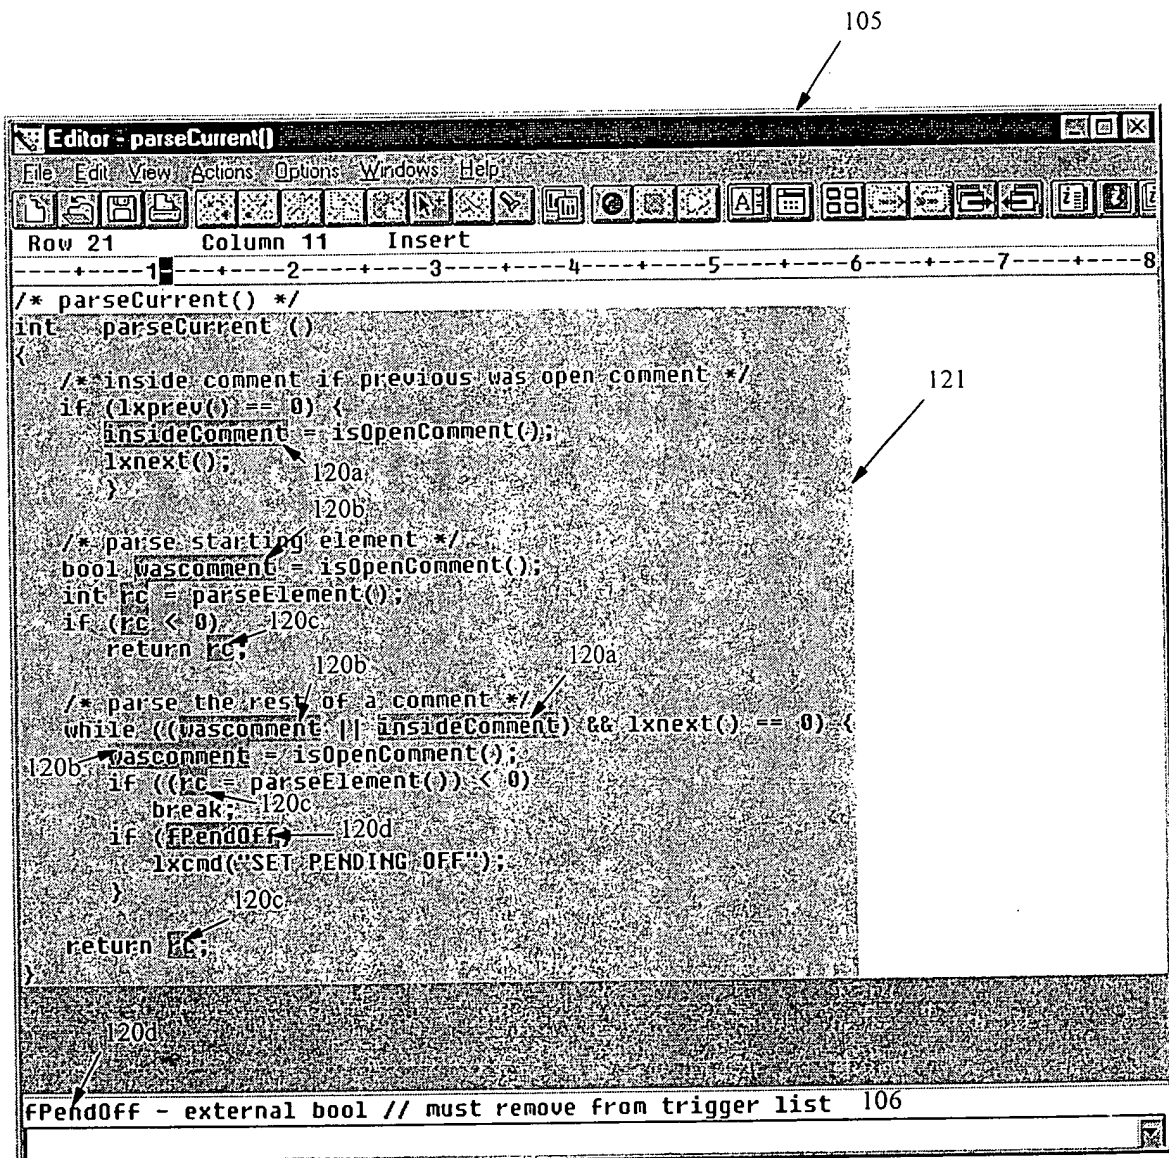 105
Editor - parseCurrent()
File Edit View Actions Options Windows Help
Row 21 Column 11 Insert
----+----1----+----2----+----3----+----4----+----5----+----6----+----7----+----8
/* parseCurrent() */
int parseCurrent ()
{
/* inside comment if previous was open comment */
if (lxprev() == 0) {
121
insideComment = isOpenComment();
lxnext();
120a
}
120b
/* parse starting element */
bool wascomment = isOpenComment();
int rc = parseElement();
if (rc < 0)
120c
return rc;
120b
120a
/* parse the rest of a comment */
while ((wascomment || insideComment) && lxnext() == 0) {
120b
wascomment = isOpenComment();
if ((rc = parseElement()) < 0)
120c
break;
if (fPendOff)
120d
lxcmd("SET PENDING OFF");
}
120c
return rc;
}
120d
fPendOff - external bool // must remove from trigger list 106